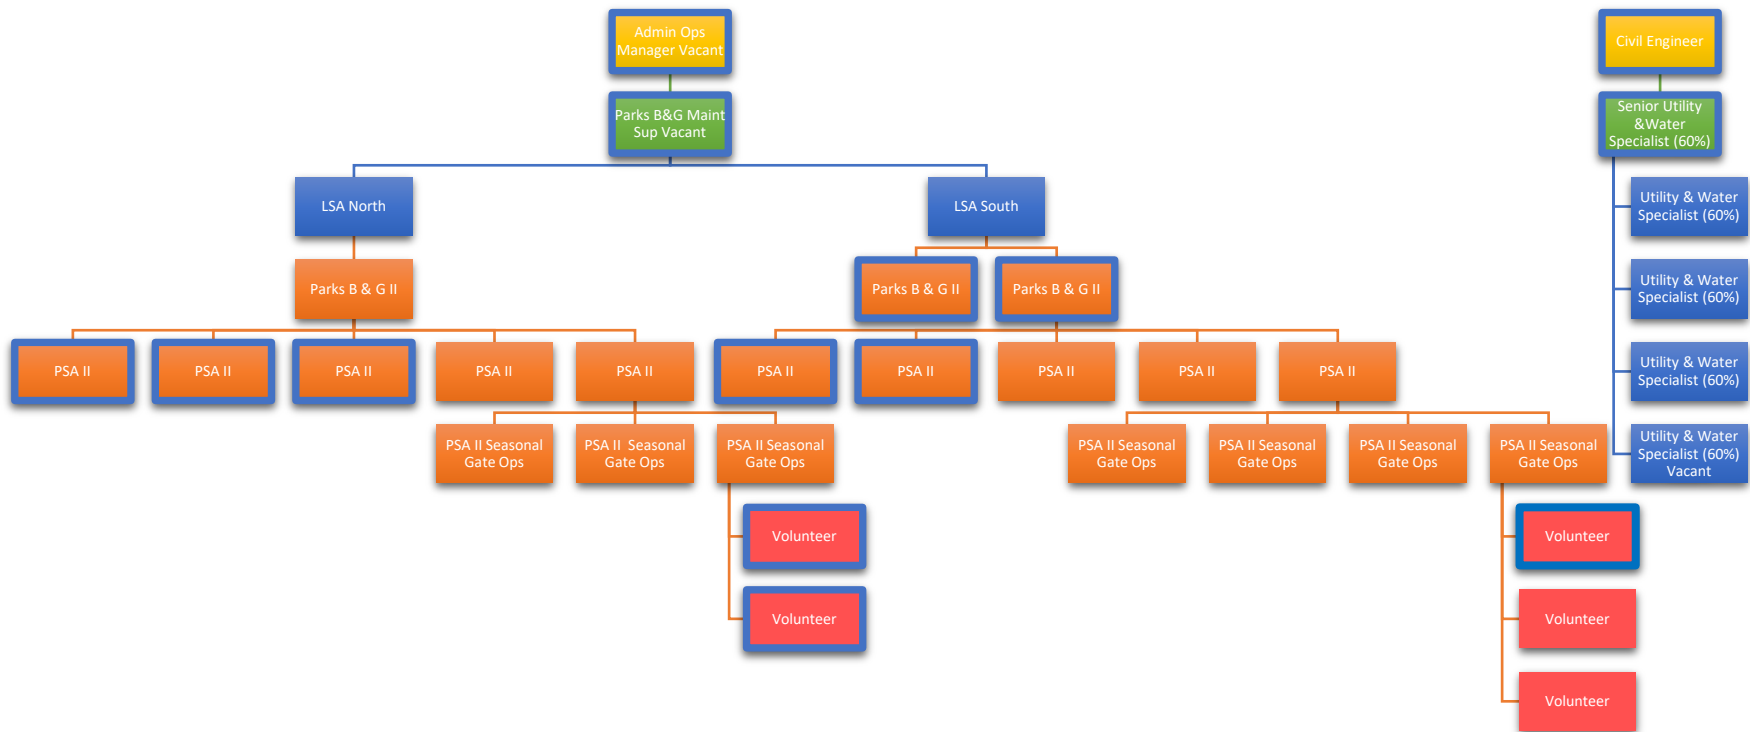 Admin Ops
Manager Vacant
Civil Engineer
Parks B&G Maint
Sup Vacant
Senior Utility
&Water
Specialist (60%)
LSA North
LSA South
Utility & Water
Specialist (60%)
Parks B & G II
Parks B & G II
Parks B & G II
Utility & Water
Specialist (60%)
PSA II
PSA II
PSA II
PSA II
PSA II
PSA II
PSA II
PSA II
PSA II
PSA II
Utility & Water
Specialist (60%)
PSA II Seasonal
Gate Ops
PSA II  Seasonal
Gate Ops
PSA II Seasonal
Gate Ops
PSA II Seasonal
Gate Ops
PSA II Seasonal
Gate Ops
PSA II Seasonal
Gate Ops
PSA II Seasonal
Gate Ops
Utility & Water
Specialist (60%)
Vacant
Volunteer
Volunteer
Volunteer
Volunteer
Volunteer